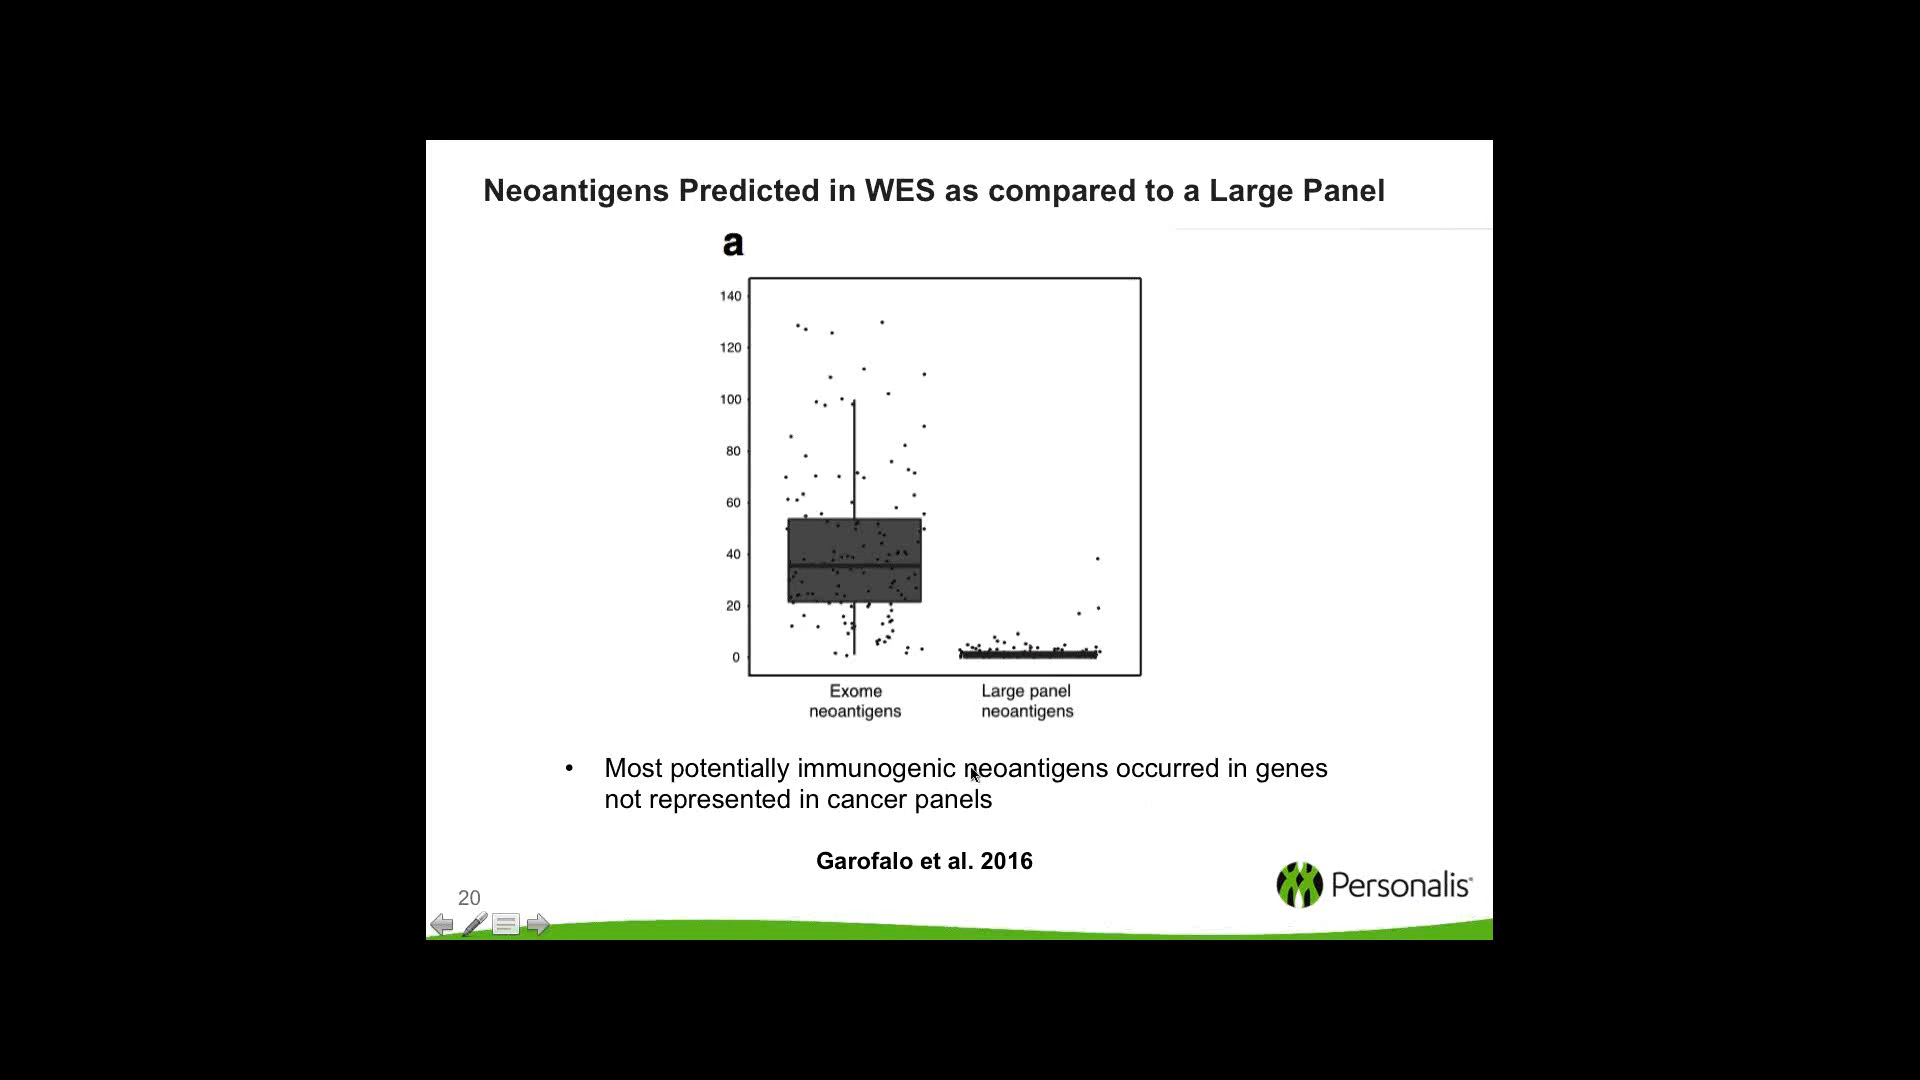 Neoantigens Predicted in WES as compared to a Large Panel
a
140
120
100
80
60
40
20
0
Exome
neoantigens
Large panel
neoantigens
• Most potentially immunogenic neoantigens occurred in genes
not represented in cancer panels
Garofalo et al. 2016
Personalis
20